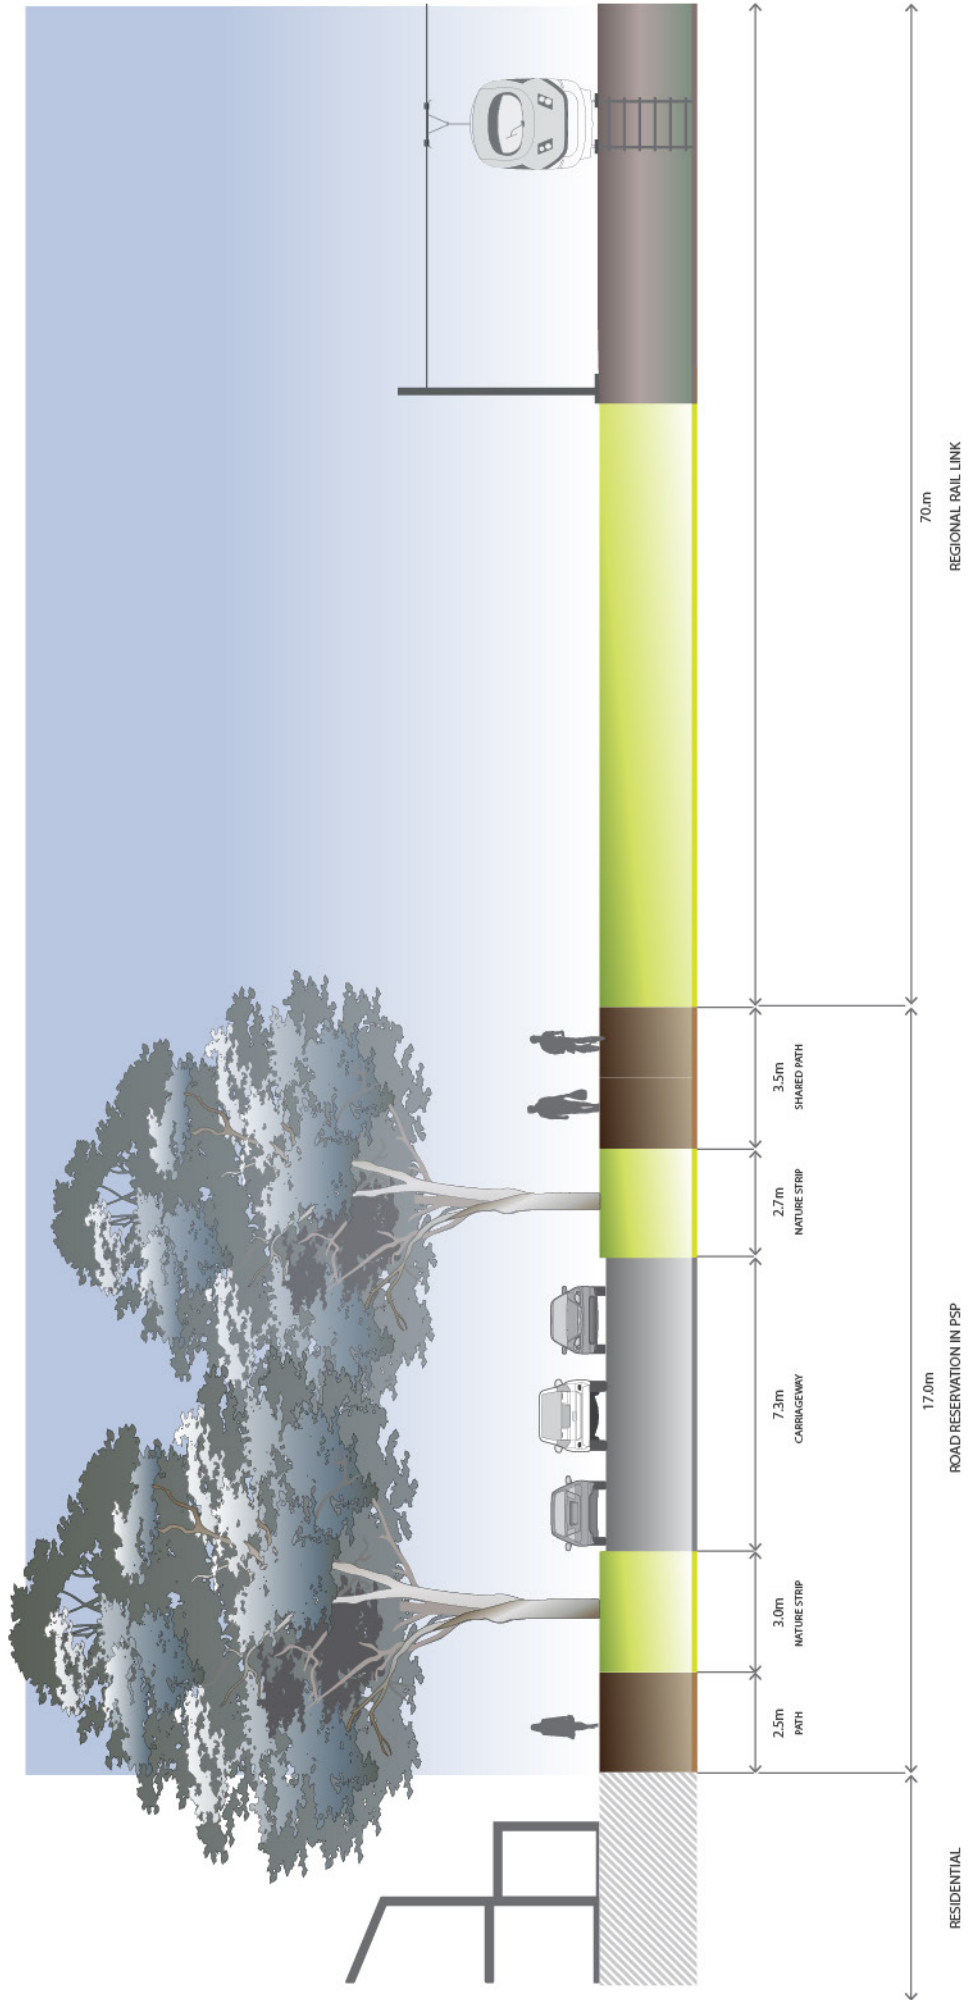 2.5m
PATH
3.0m
NATURE STRIP
7.3m
CARRIAGEWAY
2.7m
NATURE STRIP
3.5m
SHARED PATH
17.0m
70.m
RESIDENTIAL
ROAD RESERVATION IN PSP
REGIONAL RAIL LINK